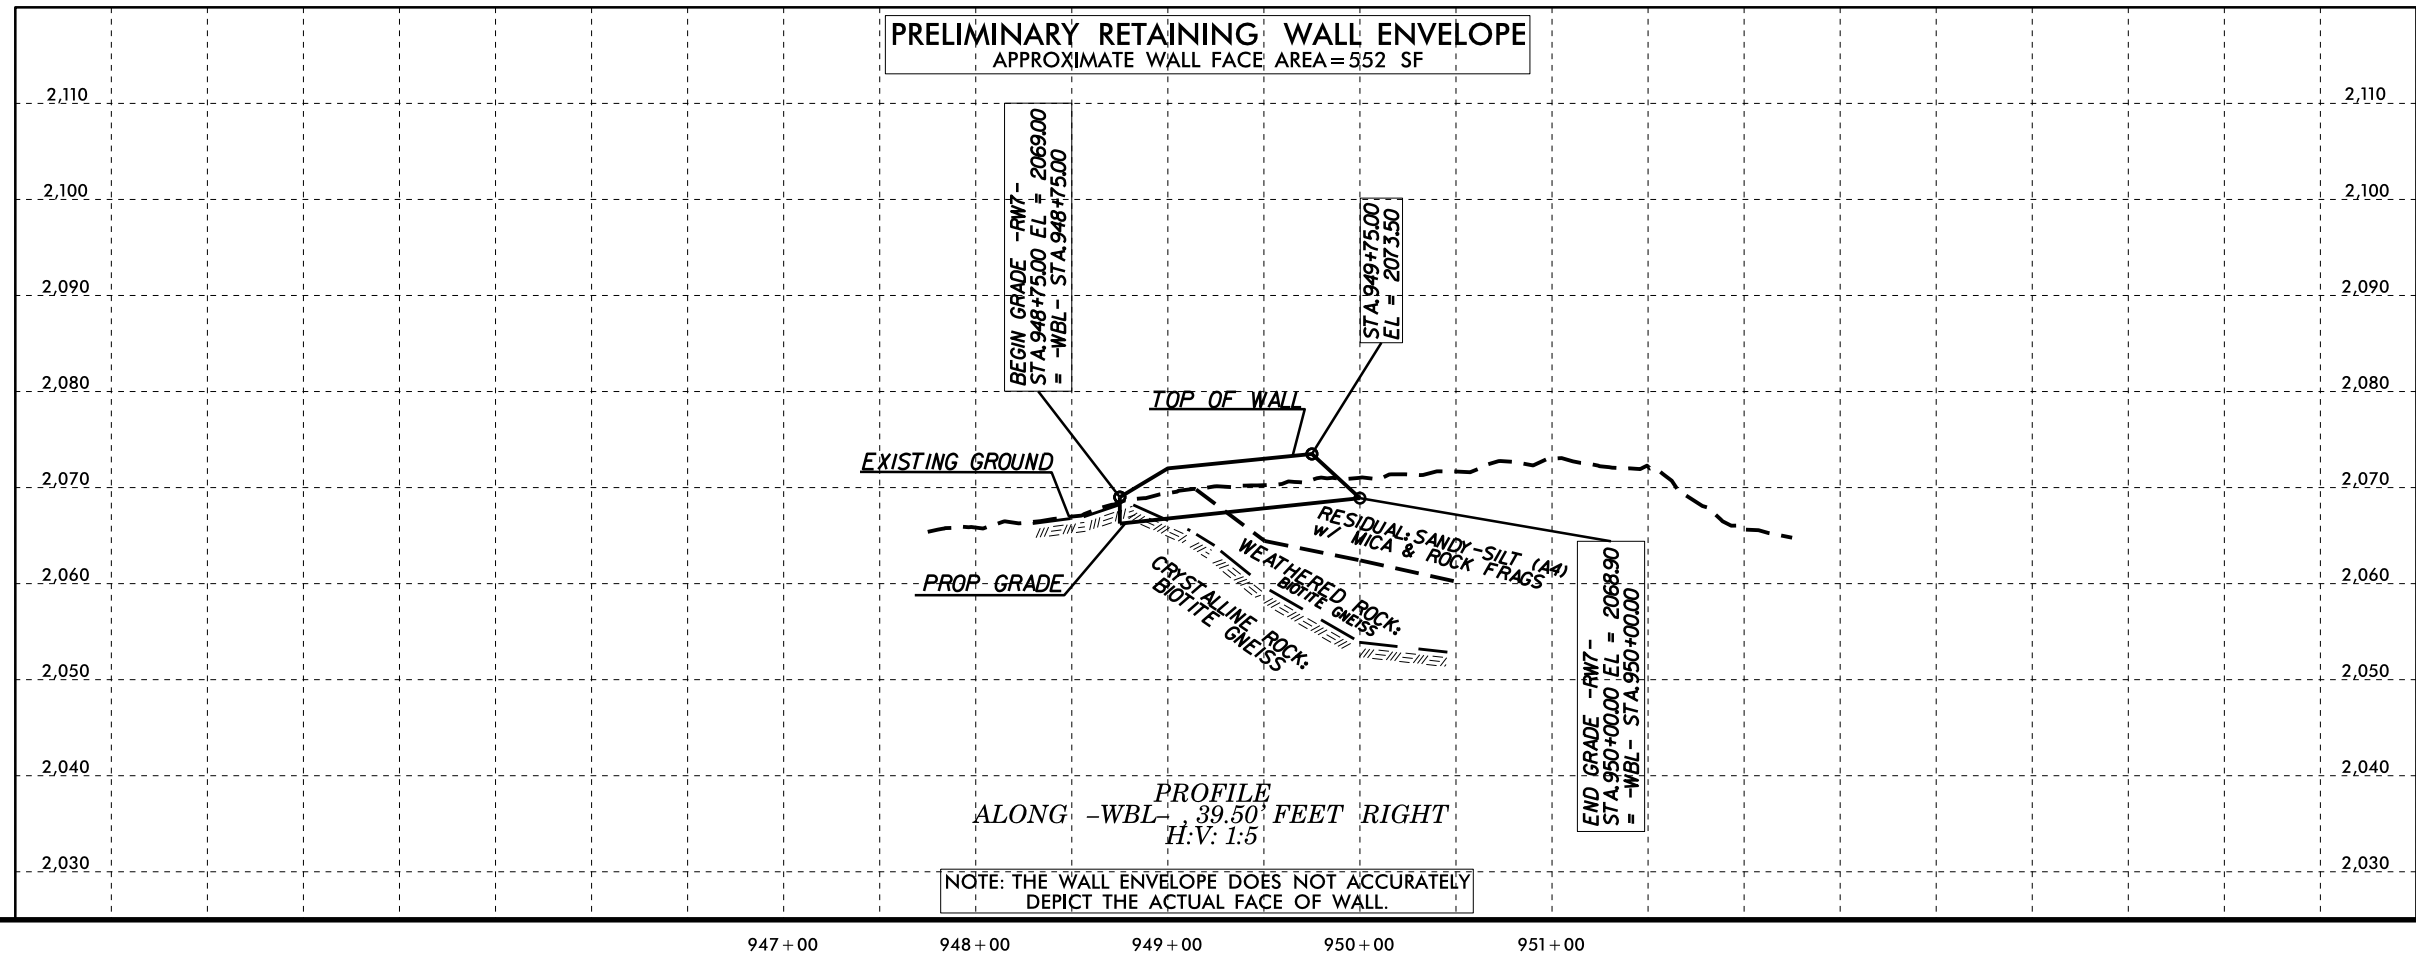 PRELIMINARY RETAINING WALL ENVELOPE
APPROXIMATE WALL FACE AREA=552 SF
2,110
2,110
2,100
2,100
2,090
2,090
2,080
2,080
2,070
2,070
2,060
2,060
2,050
2,050
2,040
2,040
2,030
2,030
BEGIN GRADE -RW7-
STA.948+75.00 EL = 2069.00
= -WBL- STA.948+75.00
STA.949+75.00
EL = 2073.50
TOP OF WALL
EXISTING GROUND
PROP GRADE
RESIDUAL: SANDY-SILT (A4)
W/ MICA & ROCK FRAGS
WEATHERED ROCK:
BIOTITE GNEISS
CRYSTALLINE ROCK:
BIOTITE GNEISS
END GRADE -RW7-
STA.950+00.00 EL = 2068.90
= -WBL- STA.950+00.00
PROFILE
ALONG -WBL- , 39.50' FEET RIGHT
H:V: 1:5
NOTE: THE WALL ENVELOPE DOES NOT ACCURATELY
DEPICT THE ACTUAL FACE OF WALL.
947+00
948+00
949+00
950+00
951+00